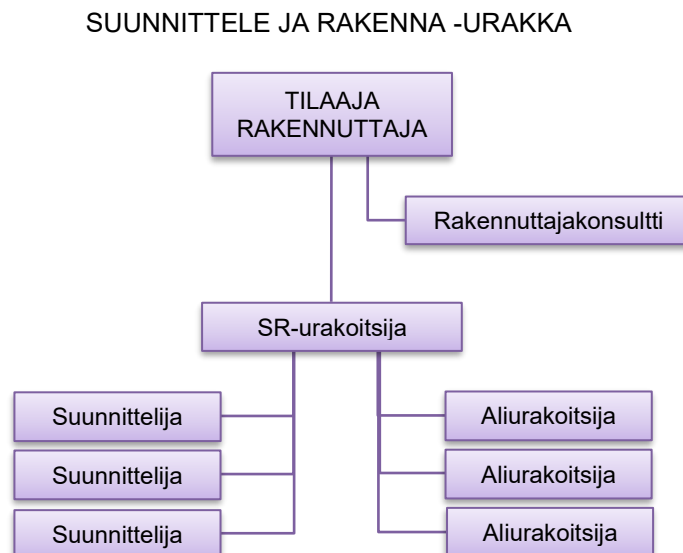 SUUNNITTELE JA RAKENNA -URAKKA
TILAAJA
RAKENNUTTAJA
Rakennuttajakonsultti
SR-urakoitsija
Suunnittelija
Aliurakoitsija
Suunnittelija
Aliurakoitsija
Suunnittelija
Aliurakoitsija